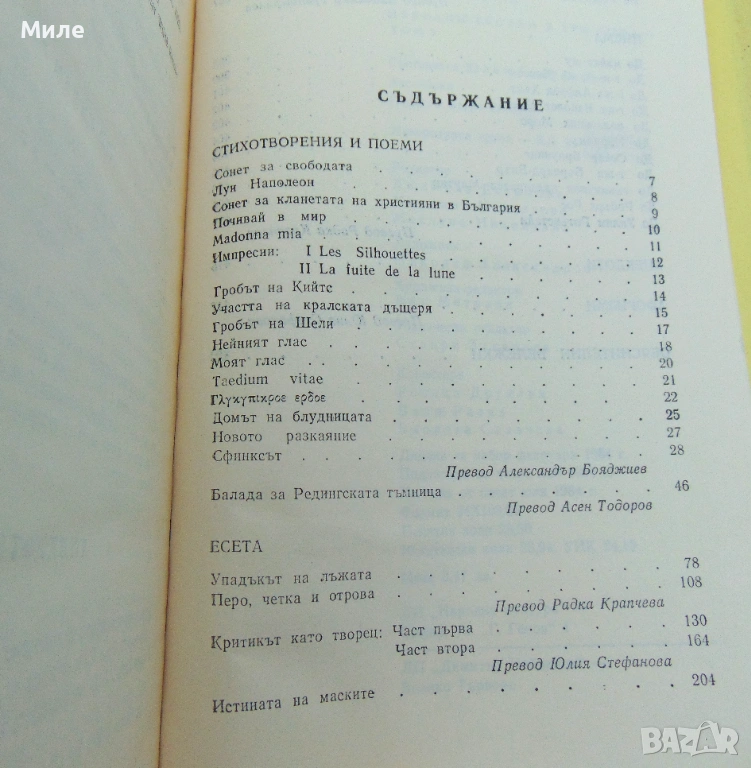 Миле
СЪДЪРЖАНИЕ
СТИХОТВОРЕНИЯ И ПОЕМИ
Сонет за свободата . . . . . . . . . 7
Луи Наполеон . . . . . . . . . . 8
Сонет за кланетата на християни в България . . . . 9
Почивай в мир . . . . . . . . . . 10
Madonna mia . . . . . . . . . . 11
Импресии: I Les Silhouettes . . . . . . . 12
II La fuite de la lune . . . . . . 13
Гробът на Кийтс . . . . . . . . . . 14
Участта на кралската дъщеря . . . . . . . 15
Гробът на Шели . . . . . . . . . . 17
Нейният глас . . . . . . . . . . 18
Моят глас . . . . . . . . . . . 20
Taedium vitae . . . . . . . . . . 21
Γλυκύπικρος ερδος . . . . . . . . . 22
Домът на блудницата . . . . . . . . . 25
Новото разкаяние . . . . . . . . . 27
Сфинксът . . . . . . . . . . . 28
Превод Александър Бояджиев
Балада за Редингската тъмница . . . . . . . 46
Превод Асен Тодоров
ЕСЕТА
Упадъкът на лъжата . . . . . . . . . 78
Перо, четка и отрова . . . . . . . . . 108
Превод Радка Крапчева
Критикът като творец: Част първа . . . . . . 130
Част втора . . . . . . 164
Превод Юлия Стефанова
Истината на маските . . . . . . . . . 204
BAZAR